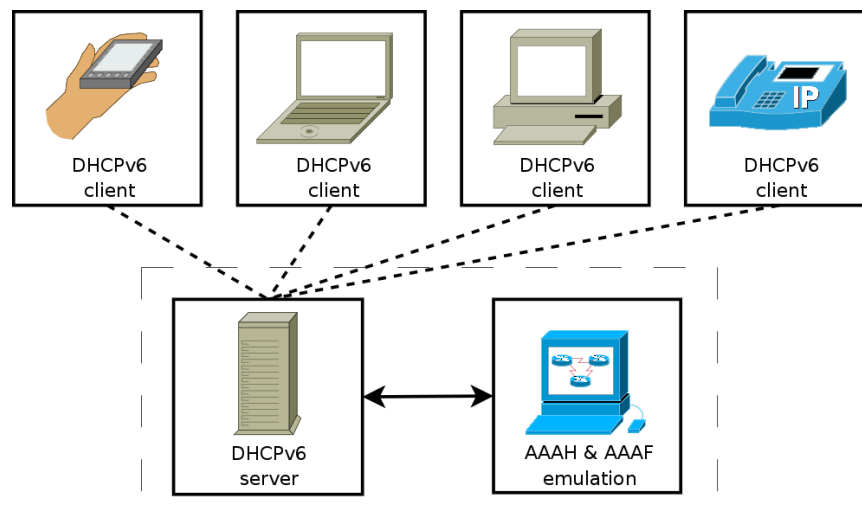 IP
DHCPv6
client
DHCPv6
client
DHCPv6
client
DHCPv6
client
DHCPv6
server
AAAH & AAAF
emulation